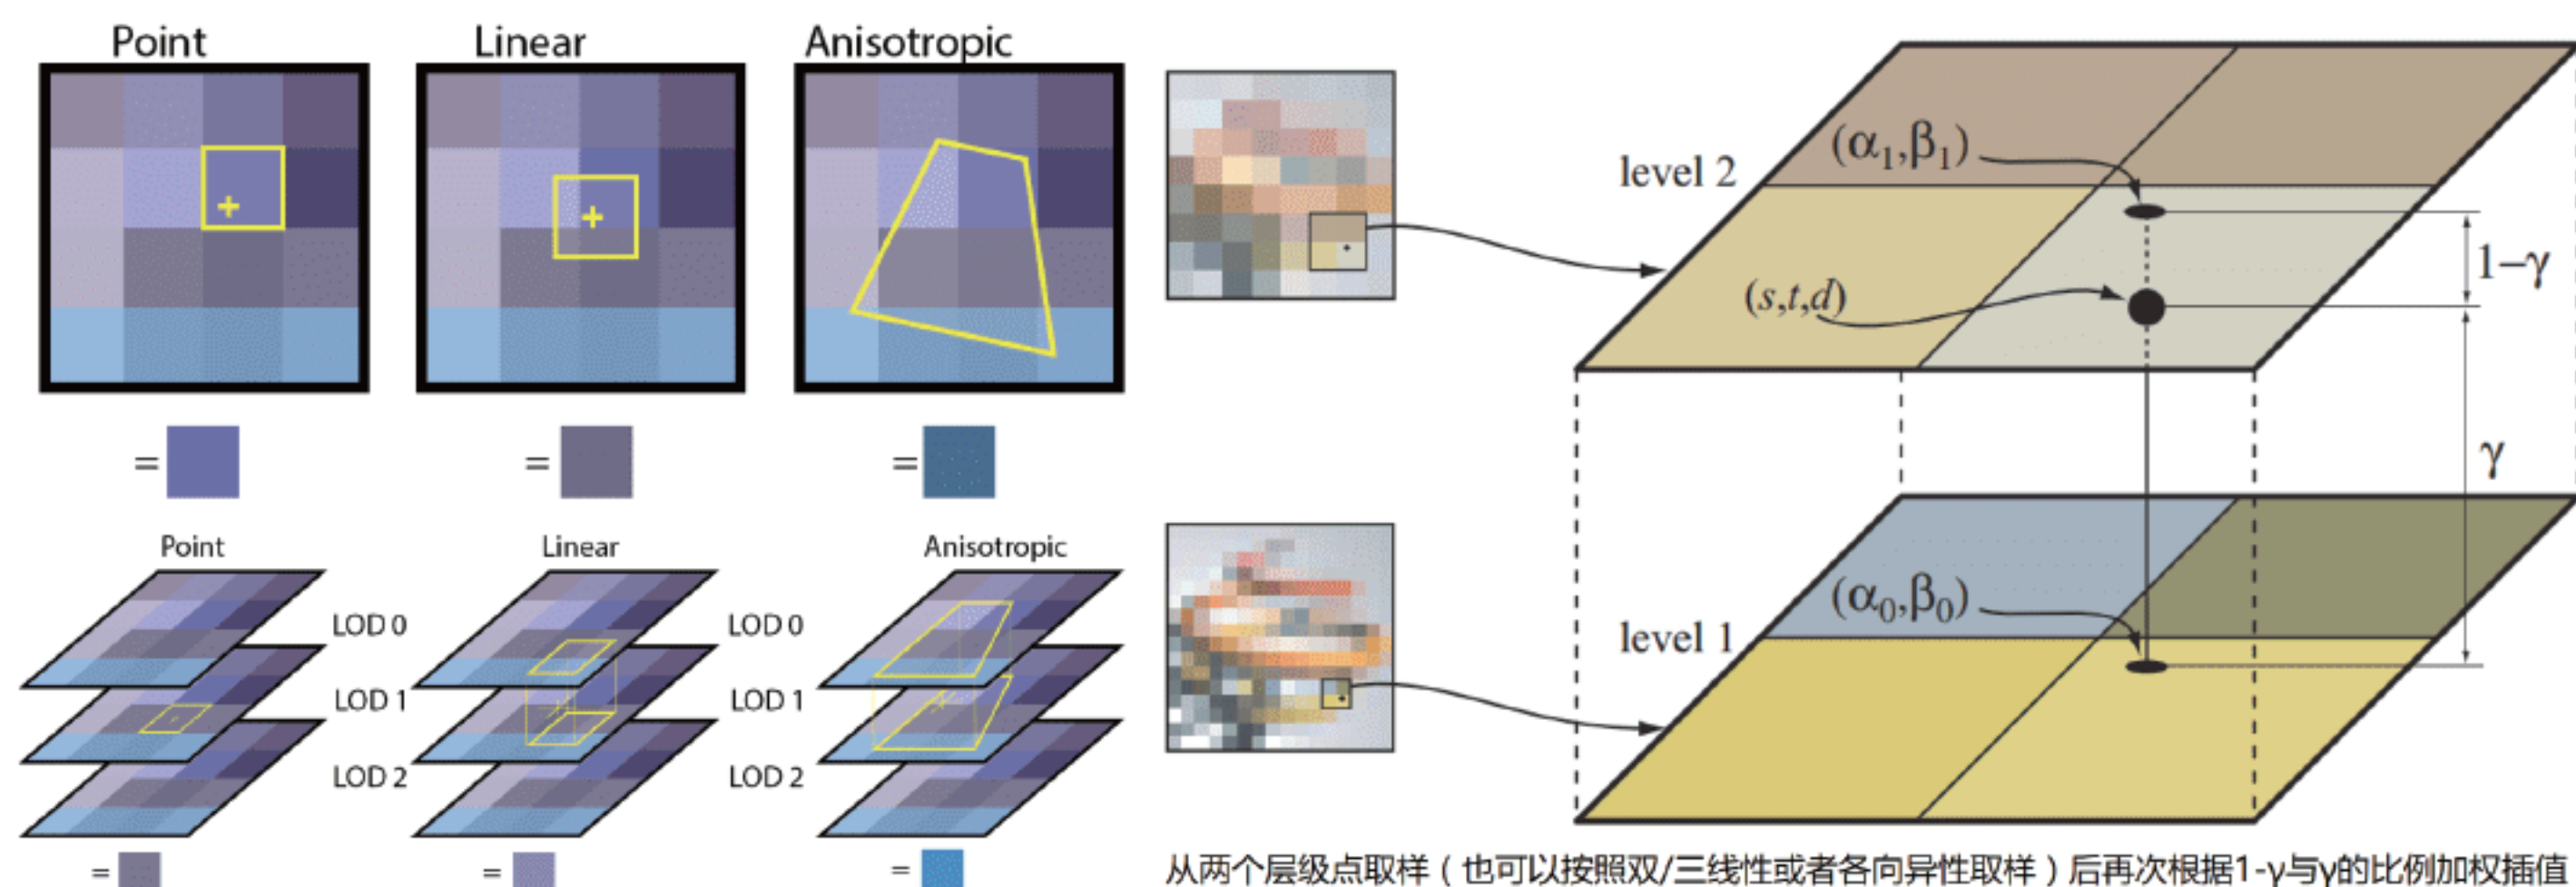 Point
Linear
Anisotropic
=
=
=
Point
Linear
Anisotropic
LOD 0
LOD 0
LOD 1
LOD 1
LOD 2
LOD 2
=
=
=
level 2
(α₁,β₁)
(s,t,d)
1−γ
γ
level 1
(α₀,β₀)
从两个层级点取样（也可以按照双/三线性或者各向异性取样）后再次根据1-γ与γ的比例加权插值